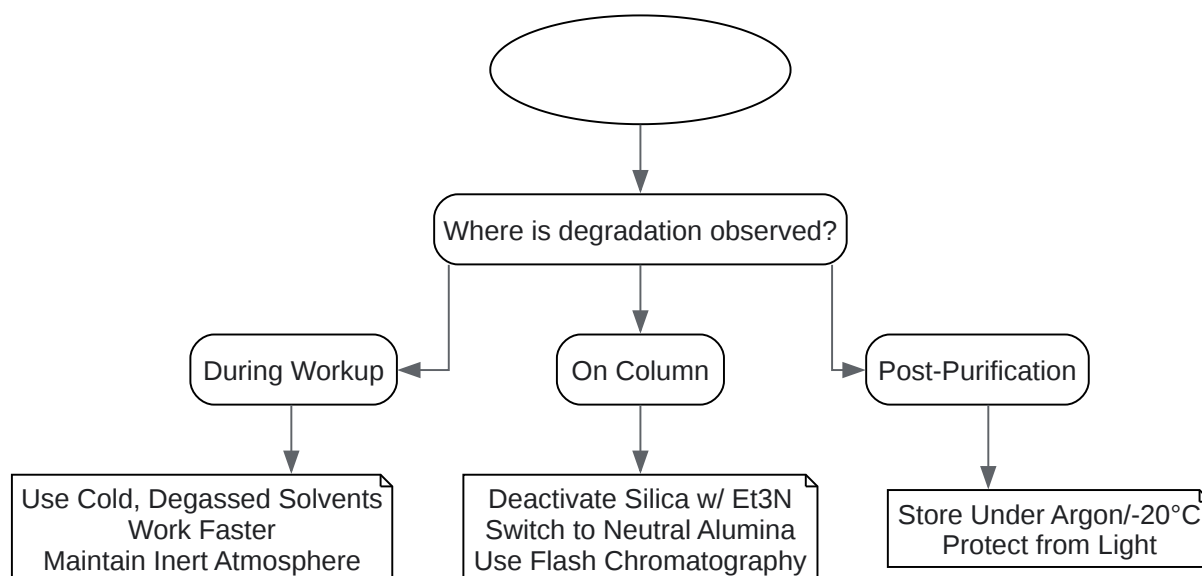 Where is degradation observed?
During Workup
On Column
Post-Purification
Use Cold, Degassed Solvents
Work Faster
Maintain Inert Atmosphere
Deactivate Silica w/ Et3N
Switch to Neutral Alumina
Use Flash Chromatography
Store Under Argon/-20°C
Protect from Light